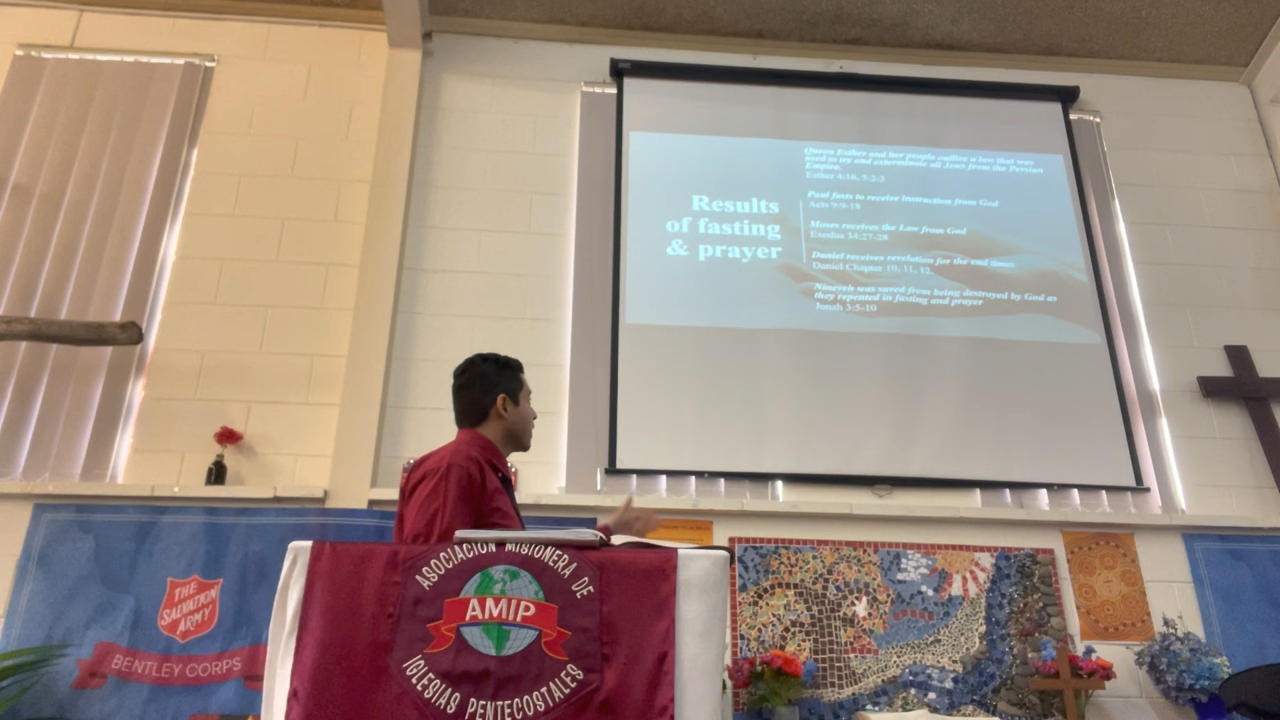 Queen Esther and her people outlive a law that was
used to try and exterminate all Jews from the Persian
Empire.
Esther 4:16, 5:2-3
Results
of fasting
& prayer
Paul fasts to receive instruction from God
Acts 9:9-18
Moses receives the Law from God
Exodus 34:27-28
Daniel receives revelation for the end times
Daniel Chapter 10, 11, 12.
Nineveh was saved from being destroyed by God as
they repented in fasting and prayer
Jonah 3:5-10
ASOCIACION MISIONERA DE
AMIP
IGLESIAS PENTECOSTALES
THE
SALVATION
ARMY
BENTLEY CORPS